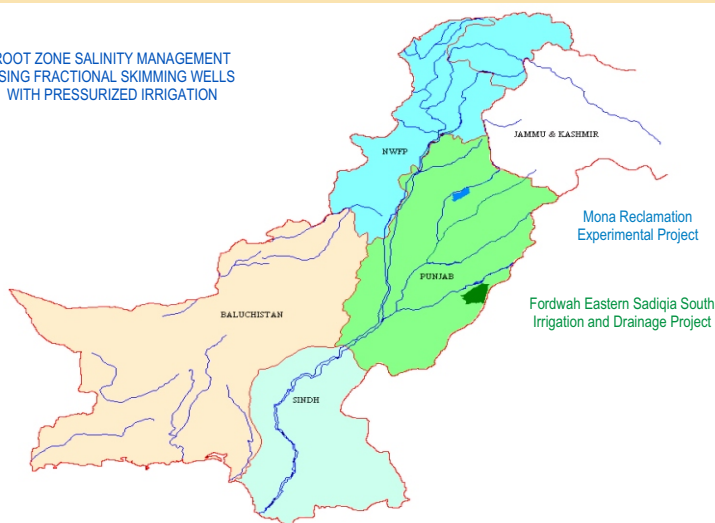 ROOT ZONE SALINITY MANAGEMENT
USING FRACTIONAL SKIMMING WELLS
WITH PRESSURIZED IRRIGATION
JAMMU & KASHMIR
NWFP
Mona Reclamation
Experimental Project
PUNJAB
Fordwah Eastern Sadiqia South
Irrigation and Drainage Project
BALUCHISTAN
SINDH